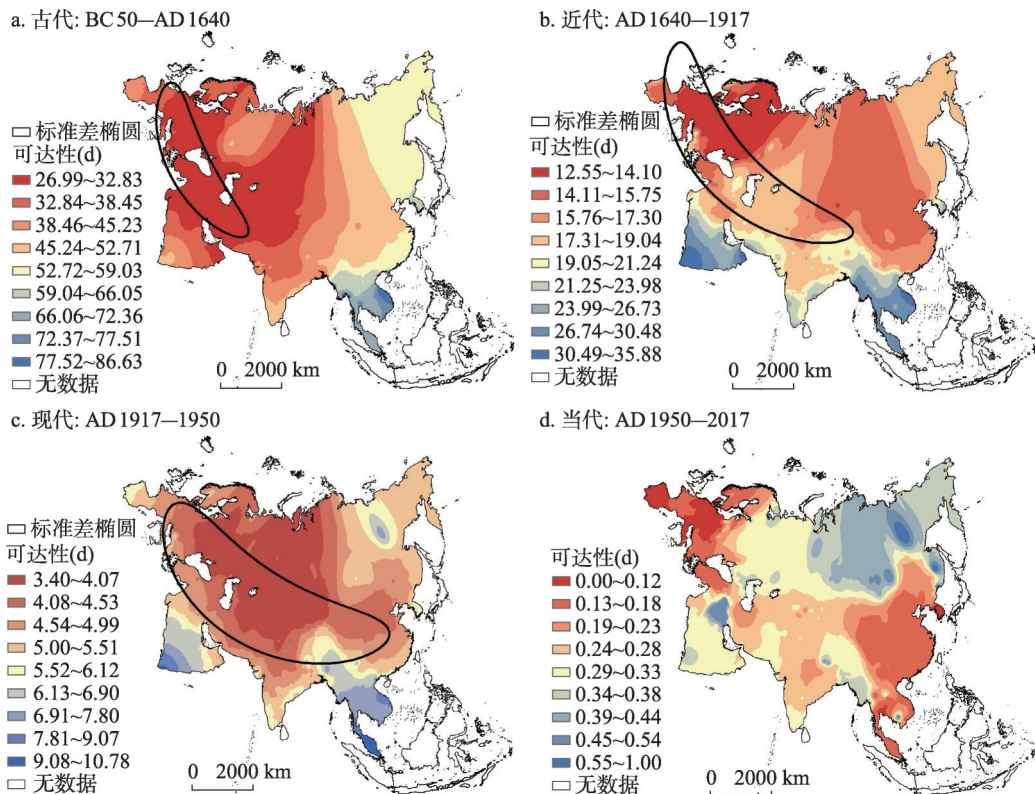 a. 古代: BC 50—AD 1640
标准差椭圆
可达性(d)
26.99~32.83
32.84~38.45
38.46~45.23
45.24~52.71
52.72~59.03
59.04~66.05
66.06~72.36
72.37~77.51
77.52~86.63
无数据
0 2000 km
b. 近代: AD 1640—1917
标准差椭圆
可达性(d)
12.55~14.10
14.11~15.75
15.76~17.30
17.31~19.04
19.05~21.24
21.25~23.98
23.99~26.73
26.74~30.48
30.49~35.88
无数据
0 2000 km
c. 现代: AD 1917—1950
标准差椭圆
可达性(d)
3.40~4.07
4.08~4.53
4.54~4.99
5.00~5.51
5.52~6.12
6.13~6.90
6.91~7.80
7.81~9.07
9.08~10.78
无数据
0 2000 km
d. 当代: AD 1950—2017
可达性(d)
0.00~0.12
0.13~0.18
0.19~0.23
0.24~0.28
0.29~0.33
0.34~0.38
0.39~0.44
0.45~0.54
0.55~1.00
无数据
0 2000 km